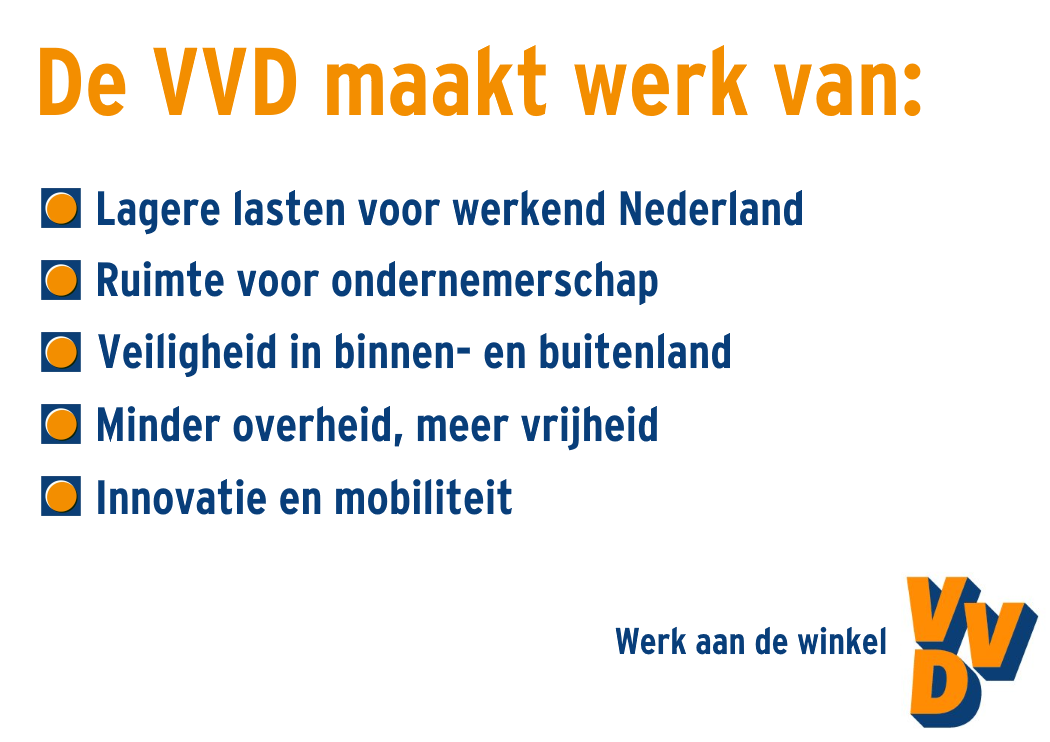 De VVD maakt werk van:
Lagere lasten voor werkend Nederland
Ruimte voor ondernemerschap
Veiligheid in binnen- en buitenland
Minder overheid, meer vrijheid
Innovatie en mobiliteit
Werk aan de winkel
VVD